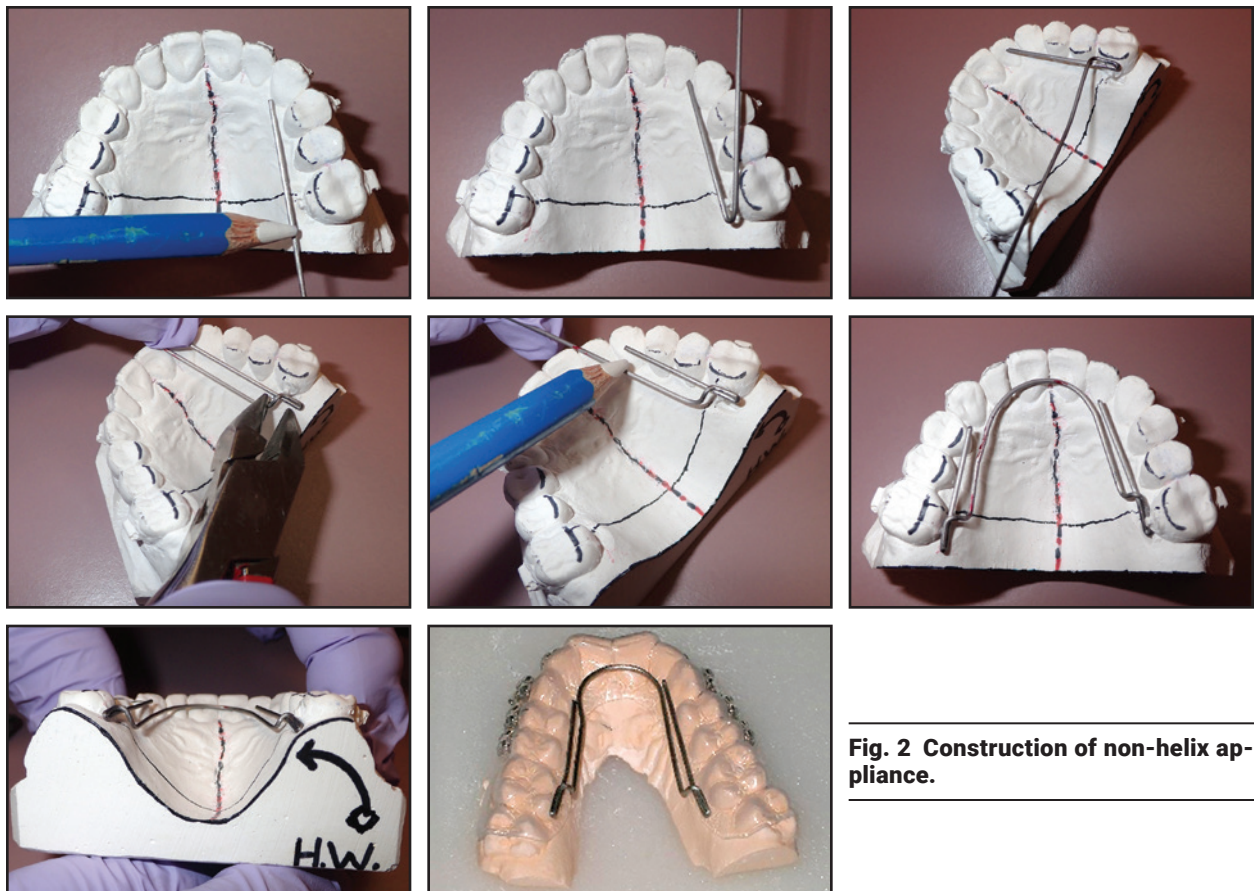 H.W.
Fig. 2 Construction of non-helix ap-
pliance.